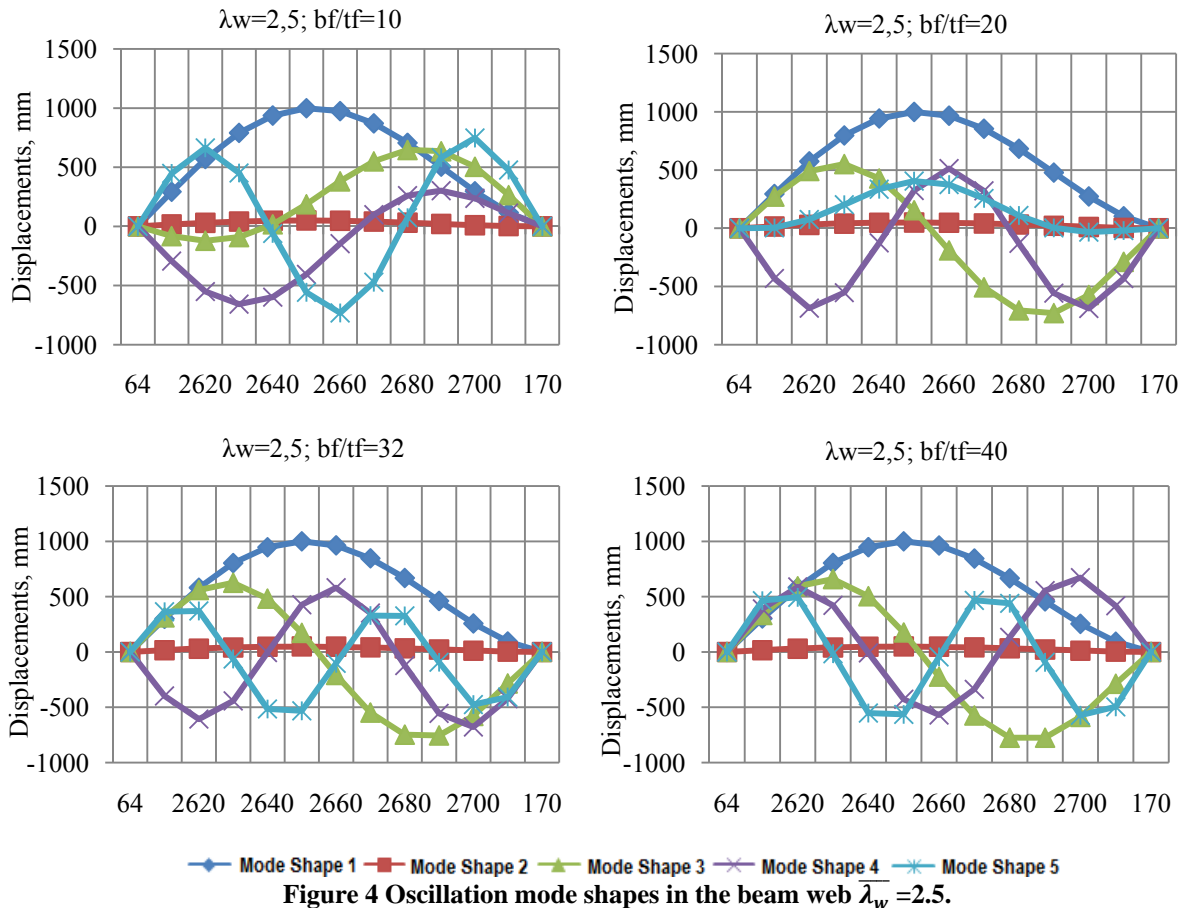 λw=2,5; bf/tf=10
Displacements, mm
1500
1000
500
0
-500
-1000
64 2620 2640 2660 2680 2700 170
λw=2,5; bf/tf=20
Displacements, mm
1500
1000
500
0
-500
-1000
64 2620 2640 2660 2680 2700 170
λw=2,5; bf/tf=32
Displacements, mm
1500
1000
500
0
-500
-1000
64 2620 2640 2660 2680 2700 170
λw=2,5; bf/tf=40
Displacements, mm
1500
1000
500
0
-500
-1000
64 2620 2640 2660 2680 2700 170
Mode Shape 1 Mode Shape 2 Mode Shape 3 Mode Shape 4 Mode Shape 5
Figure 4 Oscillation mode shapes in the beam web λ̅w̅ =2.5.